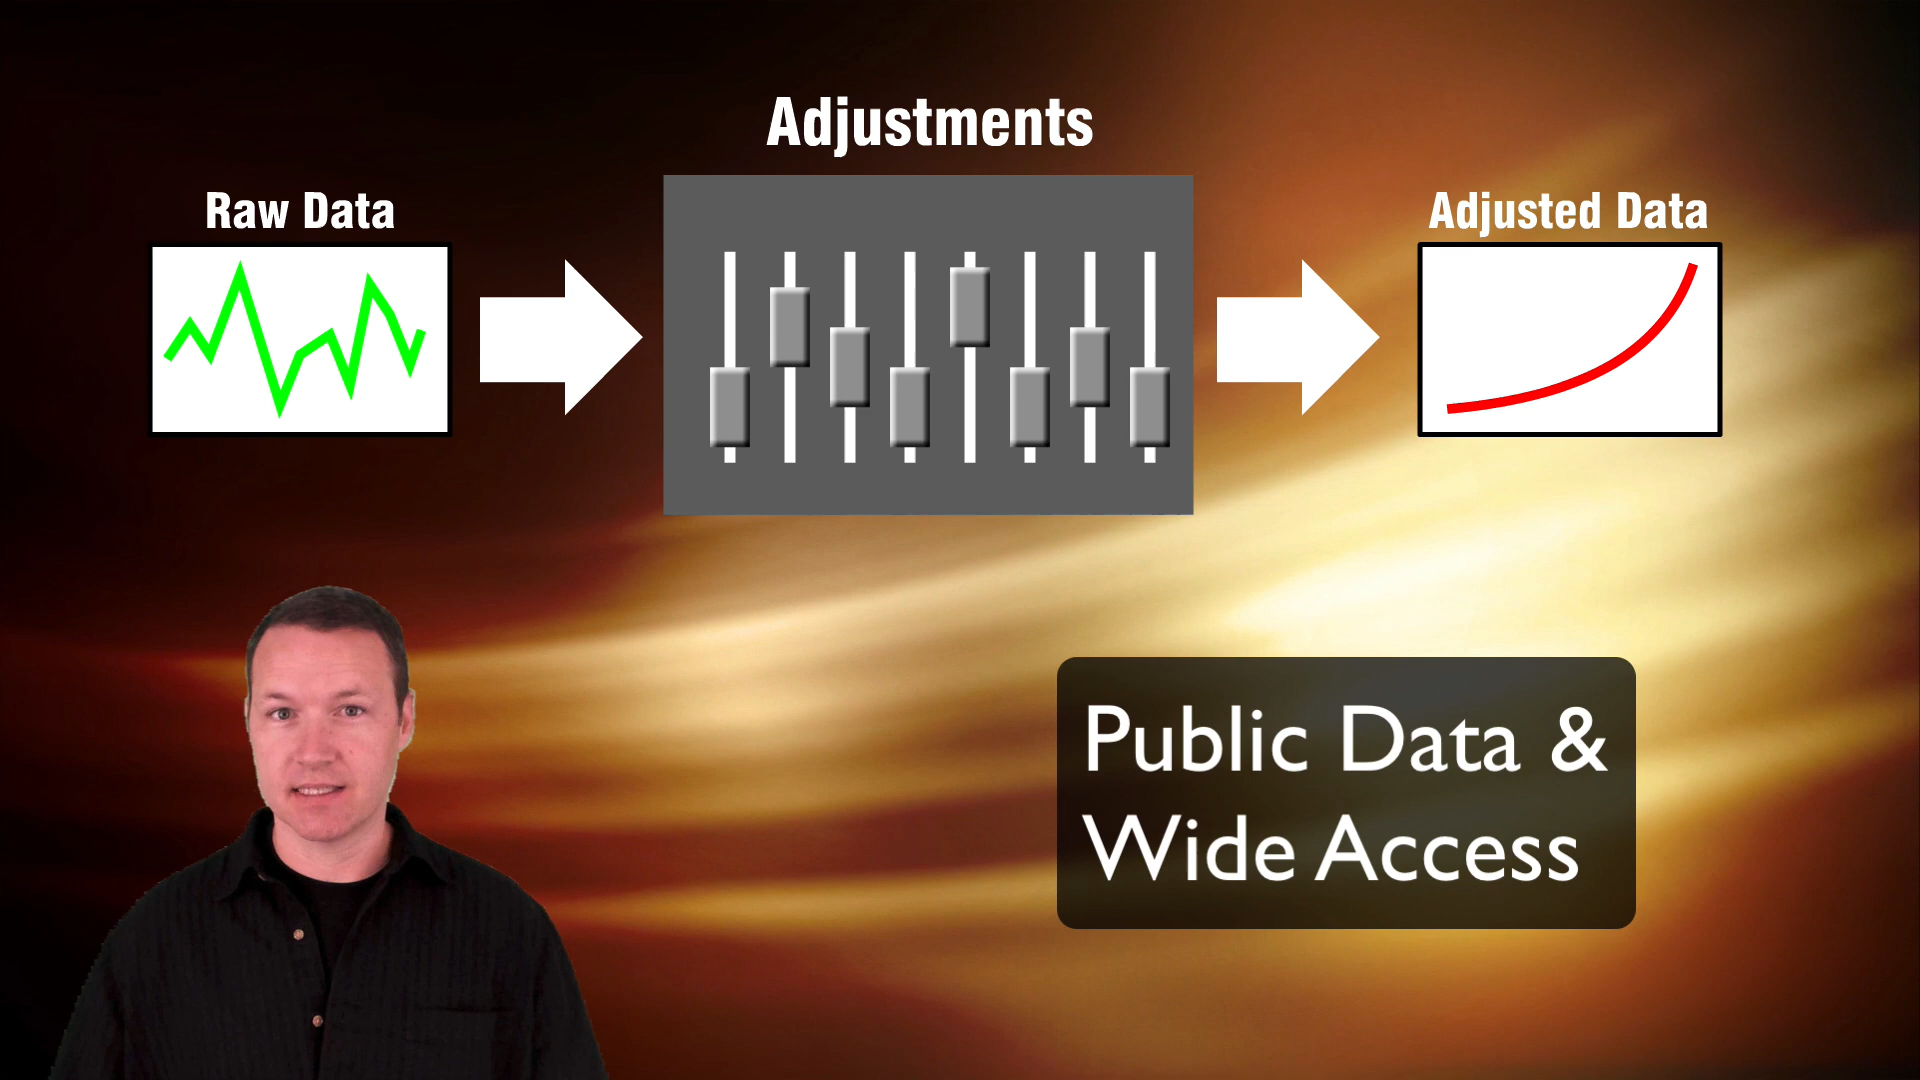 Adjustments
Raw Data
Adjusted Data
Public Data &
Wide Access